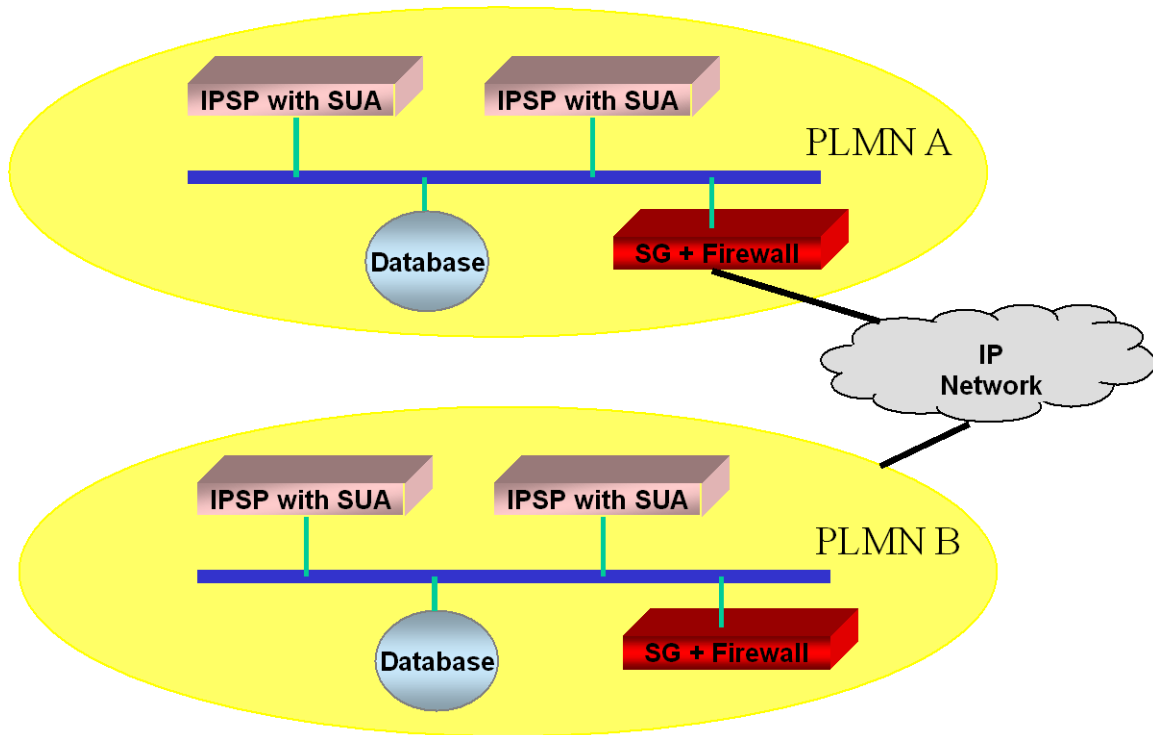 IPSP with SUA
IPSP with SUA
PLMN A
Database
SG + Firewall
IP
Network
IPSP with SUA
IPSP with SUA
PLMN B
Database
SG + Firewall